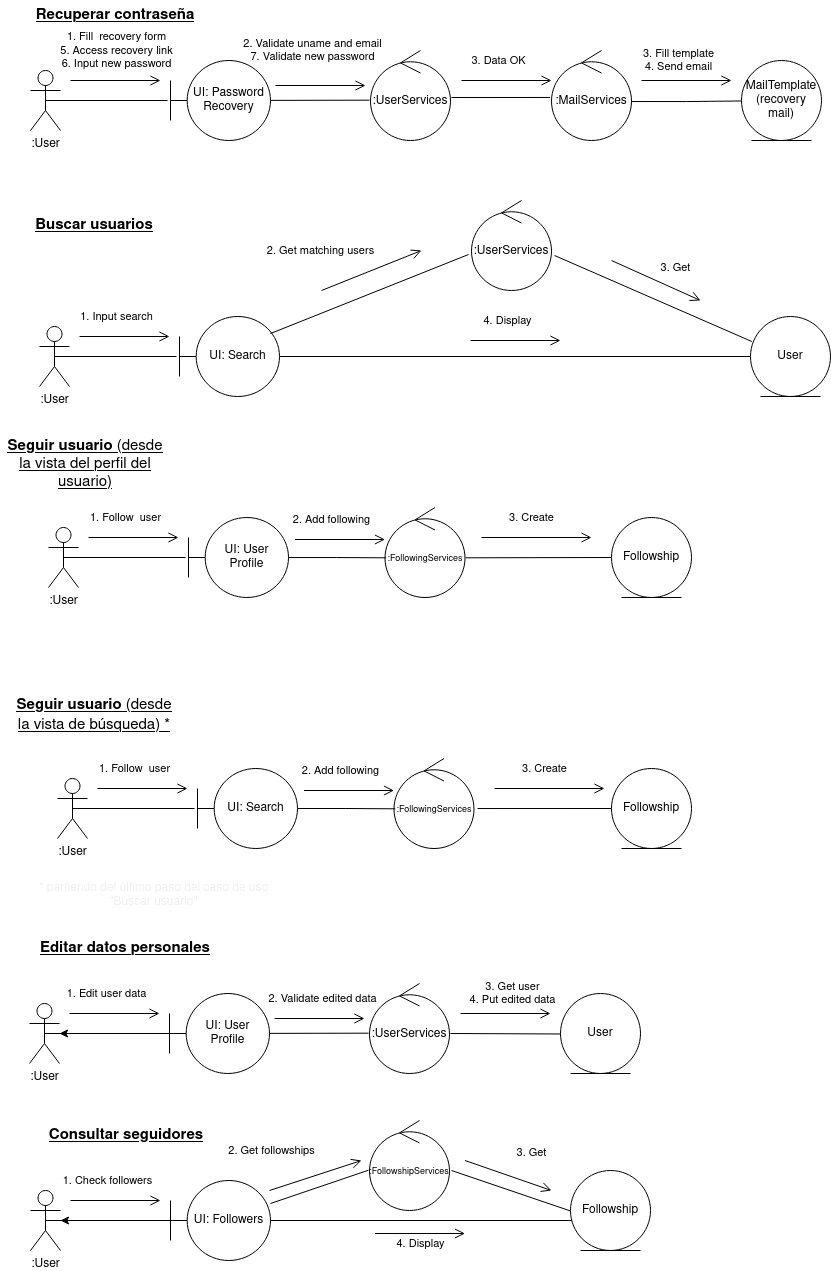 Recuperar contraseña
1. Fill  recovery form
5. Access recovery link
6. Input new password
2. Validate uname and email
7. Validate new password
3. Data OK
3. Fill template
4. Send email
UI: Password
Recovery
:UserServices
:MailServices
MailTemplate
(recovery
mail)
:User
Buscar usuarios
2. Get matching users
:UserServices
3. Get
1. Input search
4. Display
UI: Search
User
:User
Seguir usuario (desde
la vista del perfil del
usuario)
1. Follow  user
2. Add following
3. Create
UI: User
Profile
:FollowingServices
Followship
:User
Seguir usuario (desde
la vista de búsqueda) *
1. Follow  user
2. Add following
3. Create
UI: Search
:FollowingServices
Followship
:User
* partiendo del último paso del caso de uso
"Buscar usuario"
Editar datos personales
1. Edit user data
2. Validate edited data
3. Get user
4. Put edited data
UI: User
Profile
:UserServices
User
:User
Consultar seguidores
2. Get followships
3. Get
1. Check followers
:FollowshipServices
UI: Followers
Followship
4. Display
:User